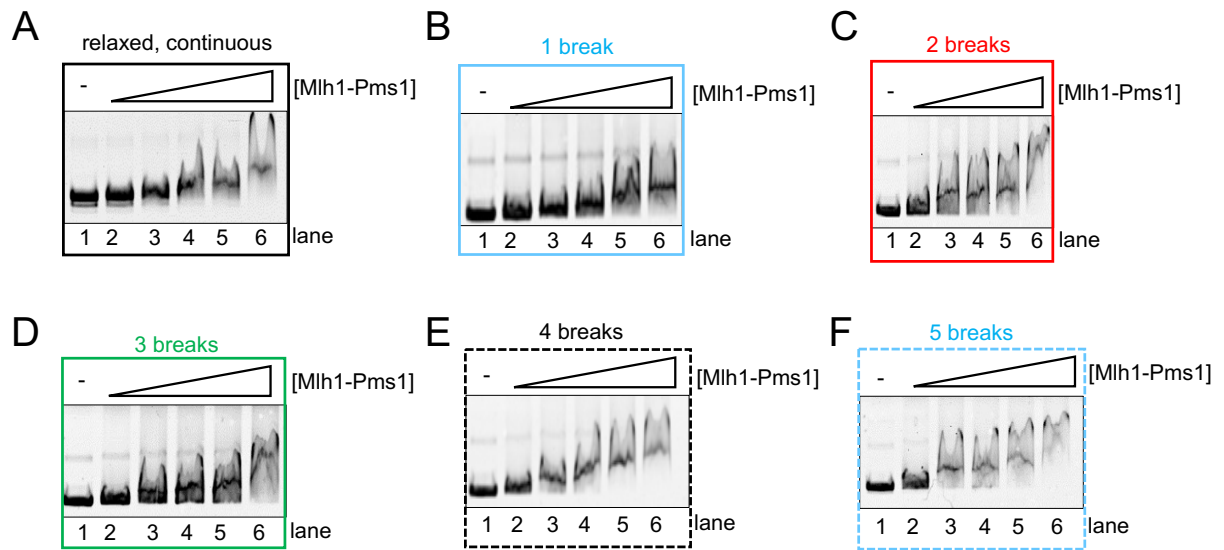 A
relaxed, continuous
-
[Mlh1-Pms1]
1 2 3 4 5 6 lane
B
1 break
-
[Mlh1-Pms1]
1 2 3 4 5 6 lane
C
2 breaks
-
[Mlh1-Pms1]
1 2 3 4 5 6 lane
D
3 breaks
-
[Mlh1-Pms1]
1 2 3 4 5 6 lane
E
4 breaks
-
[Mlh1-Pms1]
1 2 3 4 5 6 lane
F
5 breaks
-
[Mlh1-Pms1]
1 2 3 4 5 6 lane